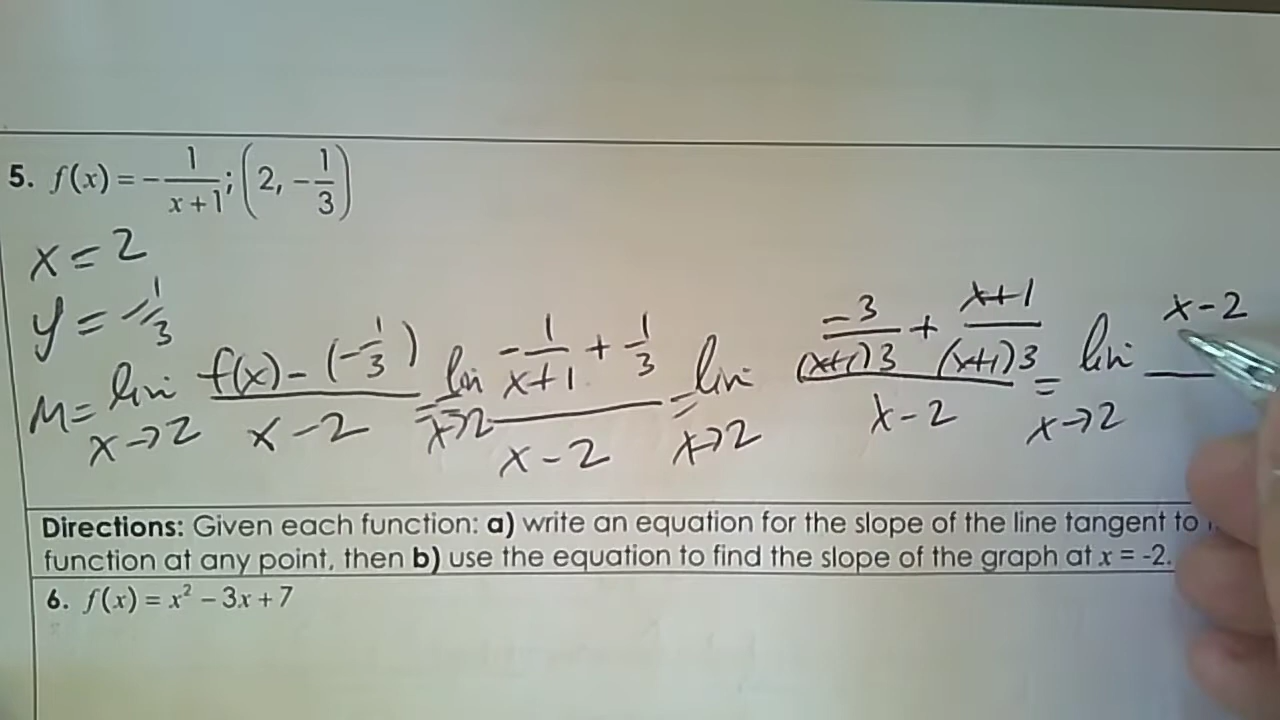 5. f(x) = -1/(x+1); (2, -1/3)
x = 2
y = -1/3
M = lim x→2 (f(x) - (-1/3))/(x - 2) = lim x→2 (-1/(x+1) + 1/3)/(x - 2) = lim x→2 (-3/((x+1)3) + (x+1)/((x+1)3))/(x - 2) = lim x→2 x - 2
Directions: Given each function: a) write an equation for the slope of the line tangent to
function at any point, then b) use the equation to find the slope of the graph at x = -2.
6. f(x) = x² - 3x + 7